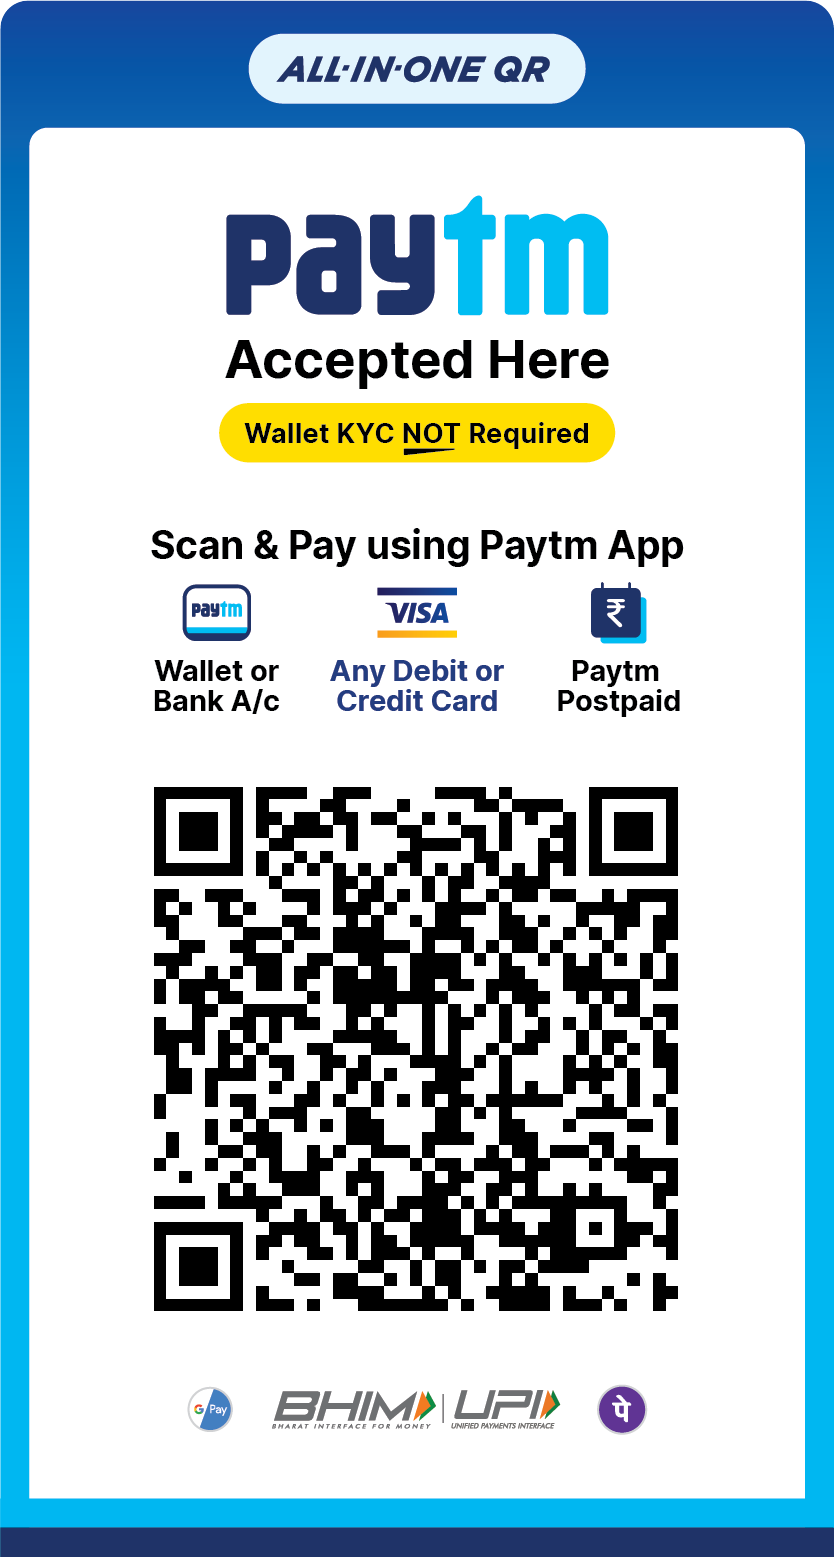 ALL-IN-ONE QR
paytm
Accepted Here
Wallet KYC NOT Required
Scan & Pay using Paytm App
paytm VISA ₹
Wallet or Any Debit or Paytm
Bank A/c Credit Card Postpaid
G Pay BHIM UPI पे
BHARAT INTERFACE FOR MONEY UNIFIED PAYMENTS INTERFACE